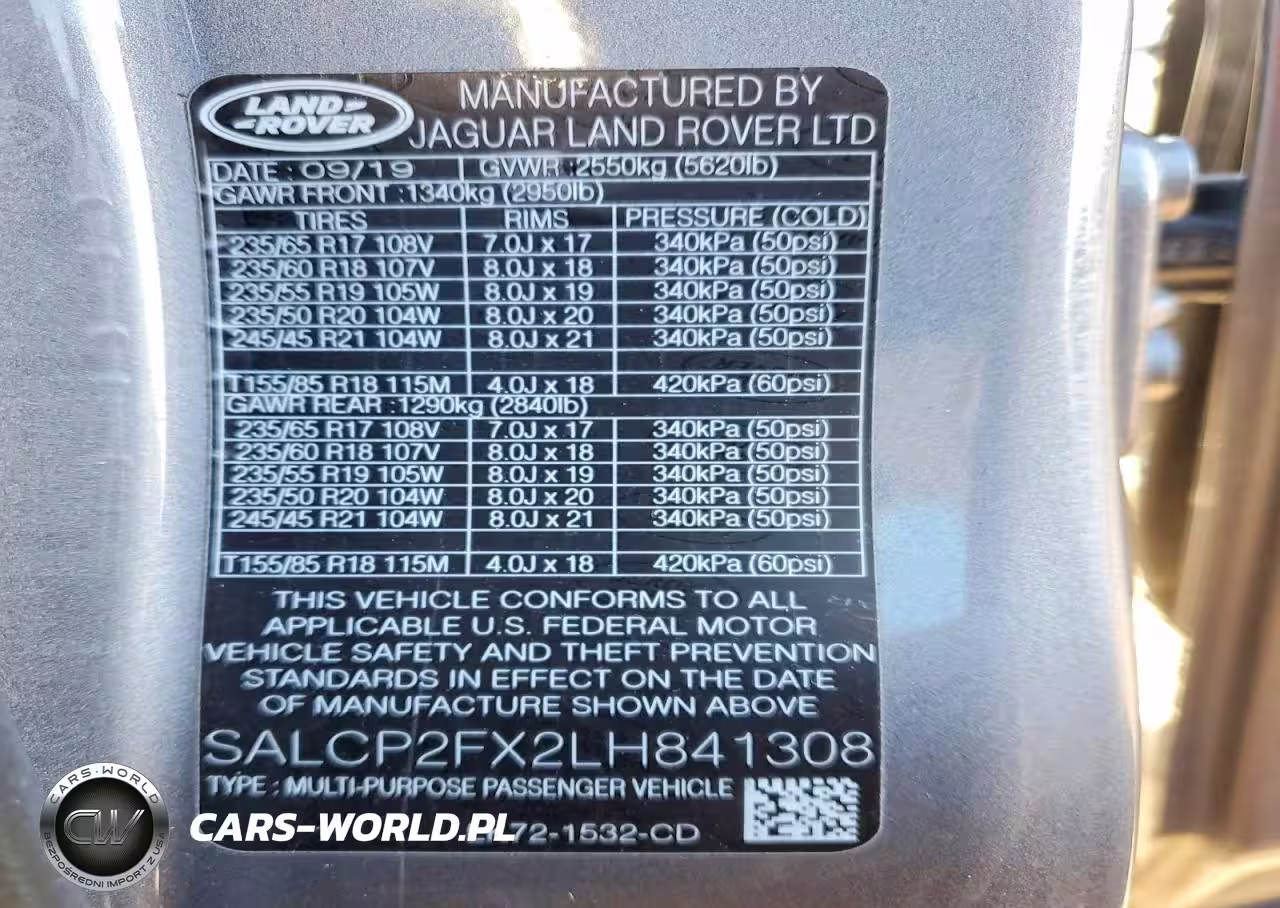 LAND ROVER
MANUFACTURED BY
JAGUAR LAND ROVER LTD
DATE : 09/19 GVWR :2550kg (5620lb)
GAWR FRONT :1340kg (2950lb)
TIRES RIMS PRESSURE (COLD)
235/65 R17 108V 7.0J x 17 340kPa (50psi)
235/60 R18 107V 8.0J x 18 340kPa (50psi)
235/55 R19 105W 8.0J x 19 340kPa (50psi)
235/50 R20 104W 8.0J x 20 340kPa (50psi)
245/45 R21 104W 8.0J x 21 340kPa (50psi)
T155/85 R18 115M 4.0J x 18 420kPa (60psi)
GAWR REAR :1290kg (2840lb)
235/65 R17 108V 7.0J x 17 340kPa (50psi)
235/60 R18 107V 8.0J x 18 340kPa (50psi)
235/55 R19 105W 8.0J x 19 340kPa (50psi)
235/50 R20 104W 8.0J x 20 340kPa (50psi)
245/45 R21 104W 8.0J x 21 340kPa (50psi)
T155/85 R18 115M 4.0J x 18 420kPa (60psi)
THIS VEHICLE CONFORMS TO ALL
APPLICABLE U.S. FEDERAL MOTOR
VEHICLE SAFETY AND THEFT PREVENTION
STANDARDS IN EFFECT ON THE DATE
OF MANUFACTURE SHOWN ABOVE
SALCP2FX2LH841308
TYPE : MULTI-PURPOSE PASSENGER VEHICLE
72-1532-CD
CARS-WORLD
CW
BEZPOŚREDNI IMPORT Z USA
CARS-WORLD.PL